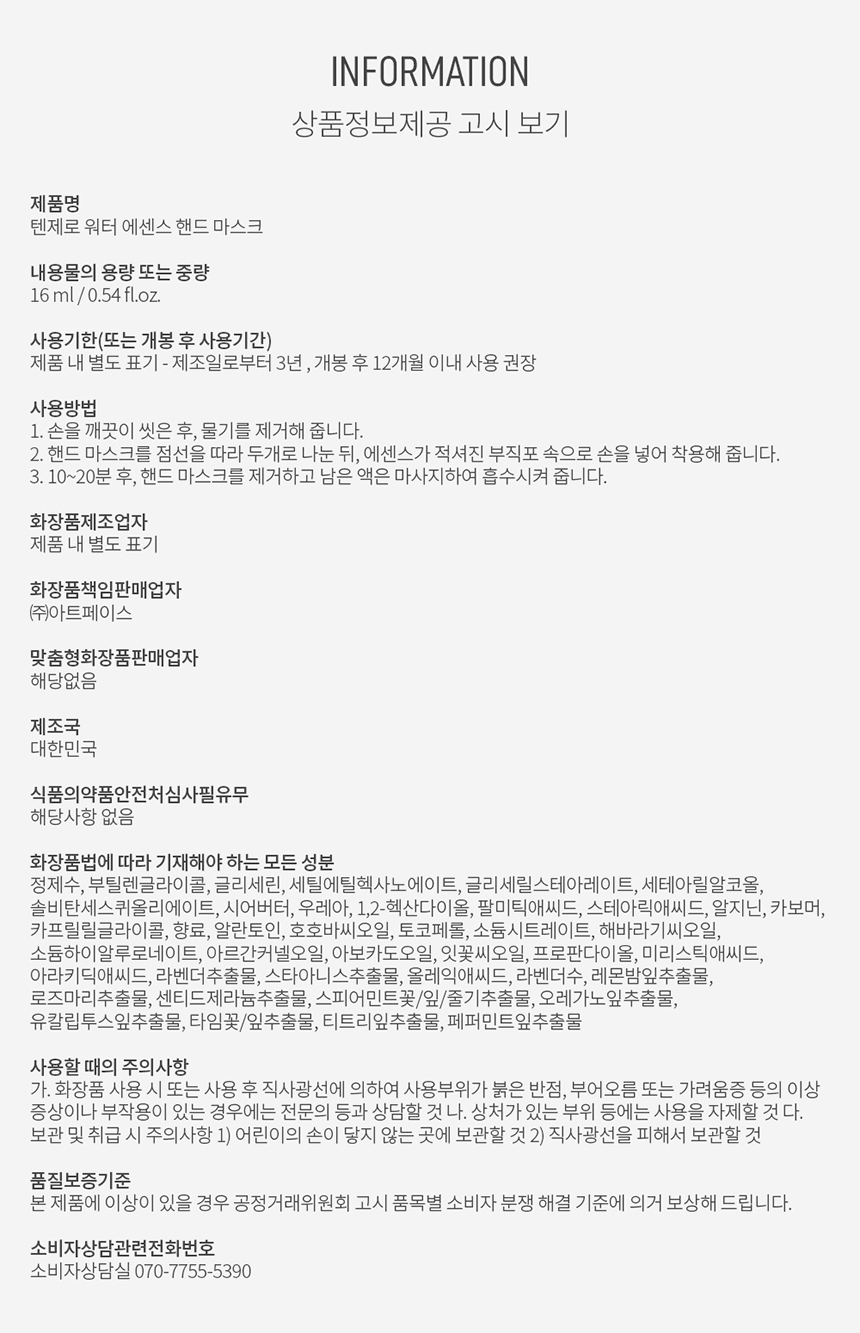 INFORMATION
상품정보제공 고시 보기
제품명
텐제로 워터 에센스 핸드 마스크
내용물의 용량 또는 중량
16 ml / 0.54 fl.oz.
사용기한(또는 개봉 후 사용기간)
제품 내 별도 표기 - 제조일로부터 3년 , 개봉 후 12개월 이내 사용 권장
사용방법
1. 손을 깨끗이 씻은 후, 물기를 제거해 줍니다.
2. 핸드 마스크를 점선을 따라 두개로 나눈 뒤, 에센스가 적셔진 부직포 속으로 손을 넣어 착용해 줍니다.
3. 10~20분 후, 핸드 마스크를 제거하고 남은 액은 마사지하여 흡수시켜 줍니다.
화장품제조업자
제품 내 별도 표기
화장품책임판매업자
㈜아트페이스
맞춤형화장품판매업자
해당없음
제조국
대한민국
식품의약품안전처심사필유무
해당사항 없음
화장품법에 따라 기재해야 하는 모든 성분
정제수, 부틸렌글라이콜, 글리세린, 세틸에틸헥사노에이트, 글리세릴스테아레이트, 세테아릴알코올,
솔비탄세스퀴올리에이트, 시어버터, 우레아, 1,2-헥산다이올, 팔미틱애씨드, 스테아릭애씨드, 알지닌, 카보머,
카프릴릴글라이콜, 향료, 알란토인, 호호바씨오일, 토코페롤, 소듐시트레이트, 해바라기씨오일,
소듐하이알루로네이트, 아르간커넬오일, 아보카도오일, 잇꽃씨오일, 프로판다이올, 미리스틱애씨드,
아라키딕애씨드, 라벤더추출물, 스타아니스추출물, 올레익애씨드, 라벤더수, 레몬밤잎추출물,
로즈마리추출물, 센티드제라늄추출물, 스피어민트꽃/잎/줄기추출물, 오레가노잎추출물,
유칼립투스잎추출물, 타임꽃/잎추출물, 티트리잎추출물, 페퍼민트잎추출물
사용할 때의 주의사항
가. 화장품 사용 시 또는 사용 후 직사광선에 의하여 사용부위가 붉은 반점, 부어오름 또는 가려움증 등의 이상
증상이나 부작용이 있는 경우에는 전문의 등과 상담할 것 나. 상처가 있는 부위 등에는 사용을 자제할 것 다.
보관 및 취급 시 주의사항 1) 어린이의 손이 닿지 않는 곳에 보관할 것 2) 직사광선을 피해서 보관할 것
품질보증기준
본 제품에 이상이 있을 경우 공정거래위원회 고시 품목별 소비자 분쟁 해결 기준에 의거 보상해 드립니다.
소비자상담관련전화번호
소비자상담실 070-7755-5390